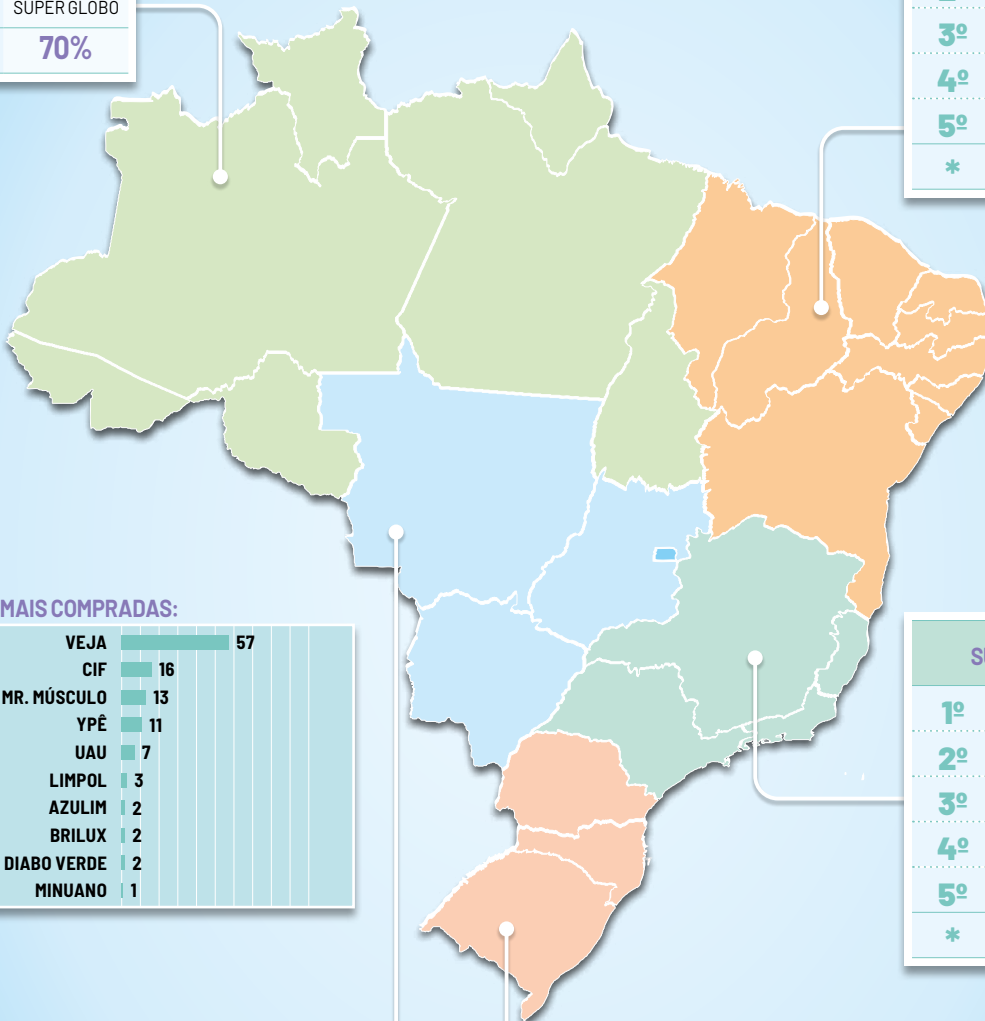 SUPER GLOBO
70%
3º
4º
5º
*
MAIS COMPRADAS:
VEJA 57
CIF 16
MR. MÚSCULO 13
YPÊ 11
UAU 7
LIMPOL 3
AZULIM 2
BRILUX 2
DIABO VERDE 2
MINUANO 1
1º
2º
3º
4º
5º
*